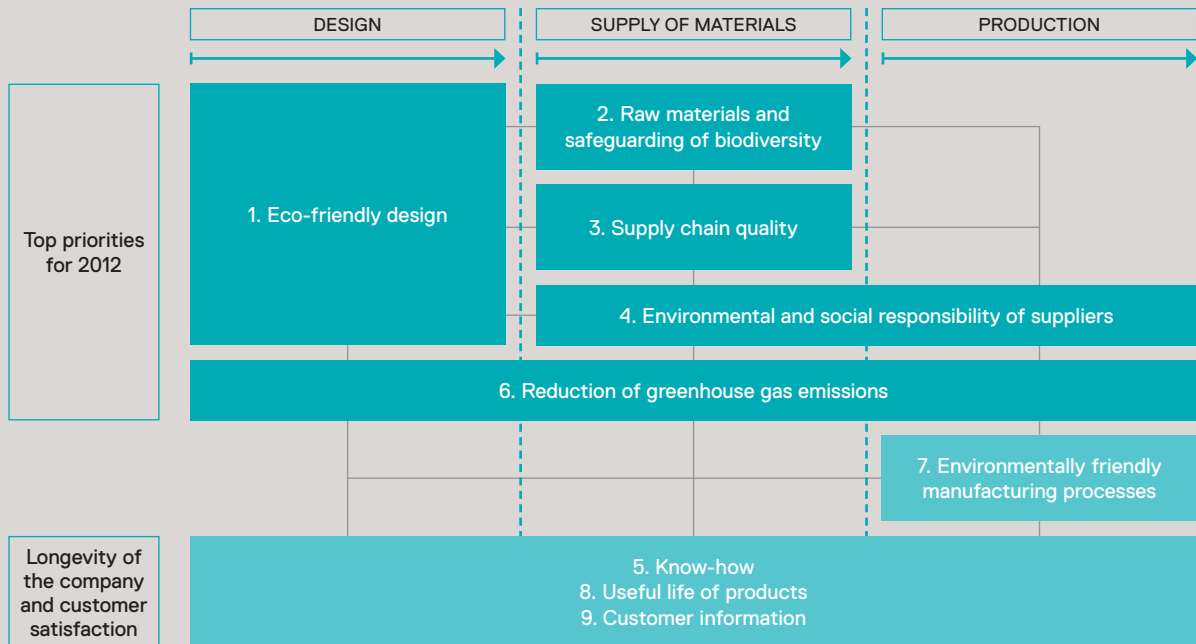 DESIGN
SUPPLY OF MATERIALS
PRODUCTION
Top priorities
for 2012
1. Eco-friendly design
2. Raw materials and
safeguarding of biodiversity
3. Supply chain quality
4. Environmental and social responsibility of suppliers
6. Reduction of greenhouse gas emissions
7. Environmentally friendly
manufacturing processes
Longevity of
the company
and customer
satisfaction
5. Know-how
8. Useful life of products
9. Customer information